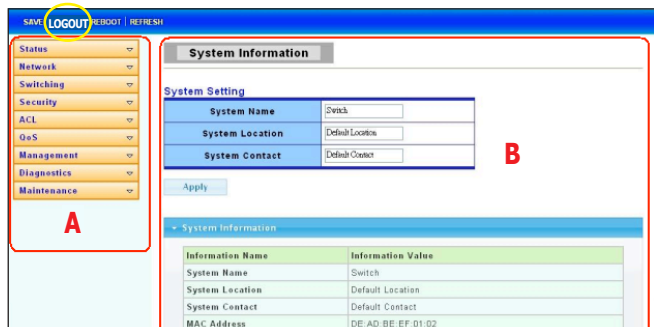 SAVE LOGOUT REBOOT | REFRESH
Status
Network
Switching
Security
ACL
QoS
Management
Diagnostics
Maintenance
A
System Information
System Setting
System Name Switch
System Location Default Location
System Contact Default Contact
Apply
B
System Information
Information Name Information Value
System Name Switch
System Location Default Location
System Contact Default Contact
MAC Address DE:AD:BE:EF:01:02